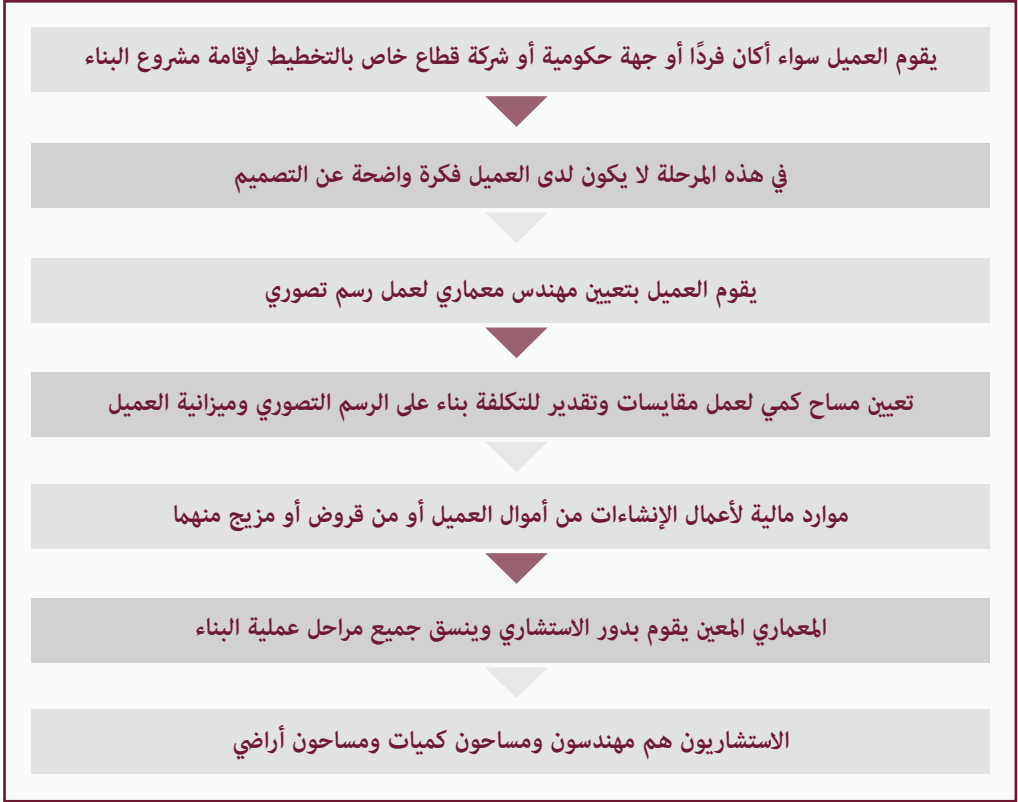 يقوم العميل سواء أكان فردًا أو جهة حكومية أو شركة قطاع خاص بالتخطيط لإقامة مشروع البناء
في هذه المرحلة لا يكون لدى العميل فكرة واضحة عن التصميم
يقوم العميل بتعيين مهندس معماري لعمل رسم تصوري
تعيين مساح كمي لعمل مقايسات وتقدير للتكلفة بناء على الرسم التصوري وميزانية العميل
موارد مالية لأعمال الإنشاءات من أموال العميل أو من قروض أو مزيج منهما
المعماري المعين يقوم بدور الاستشاري وينسق جميع مراحل عملية البناء
الاستشاريون هم مهندسون ومساحون كميات ومساحون أراضي